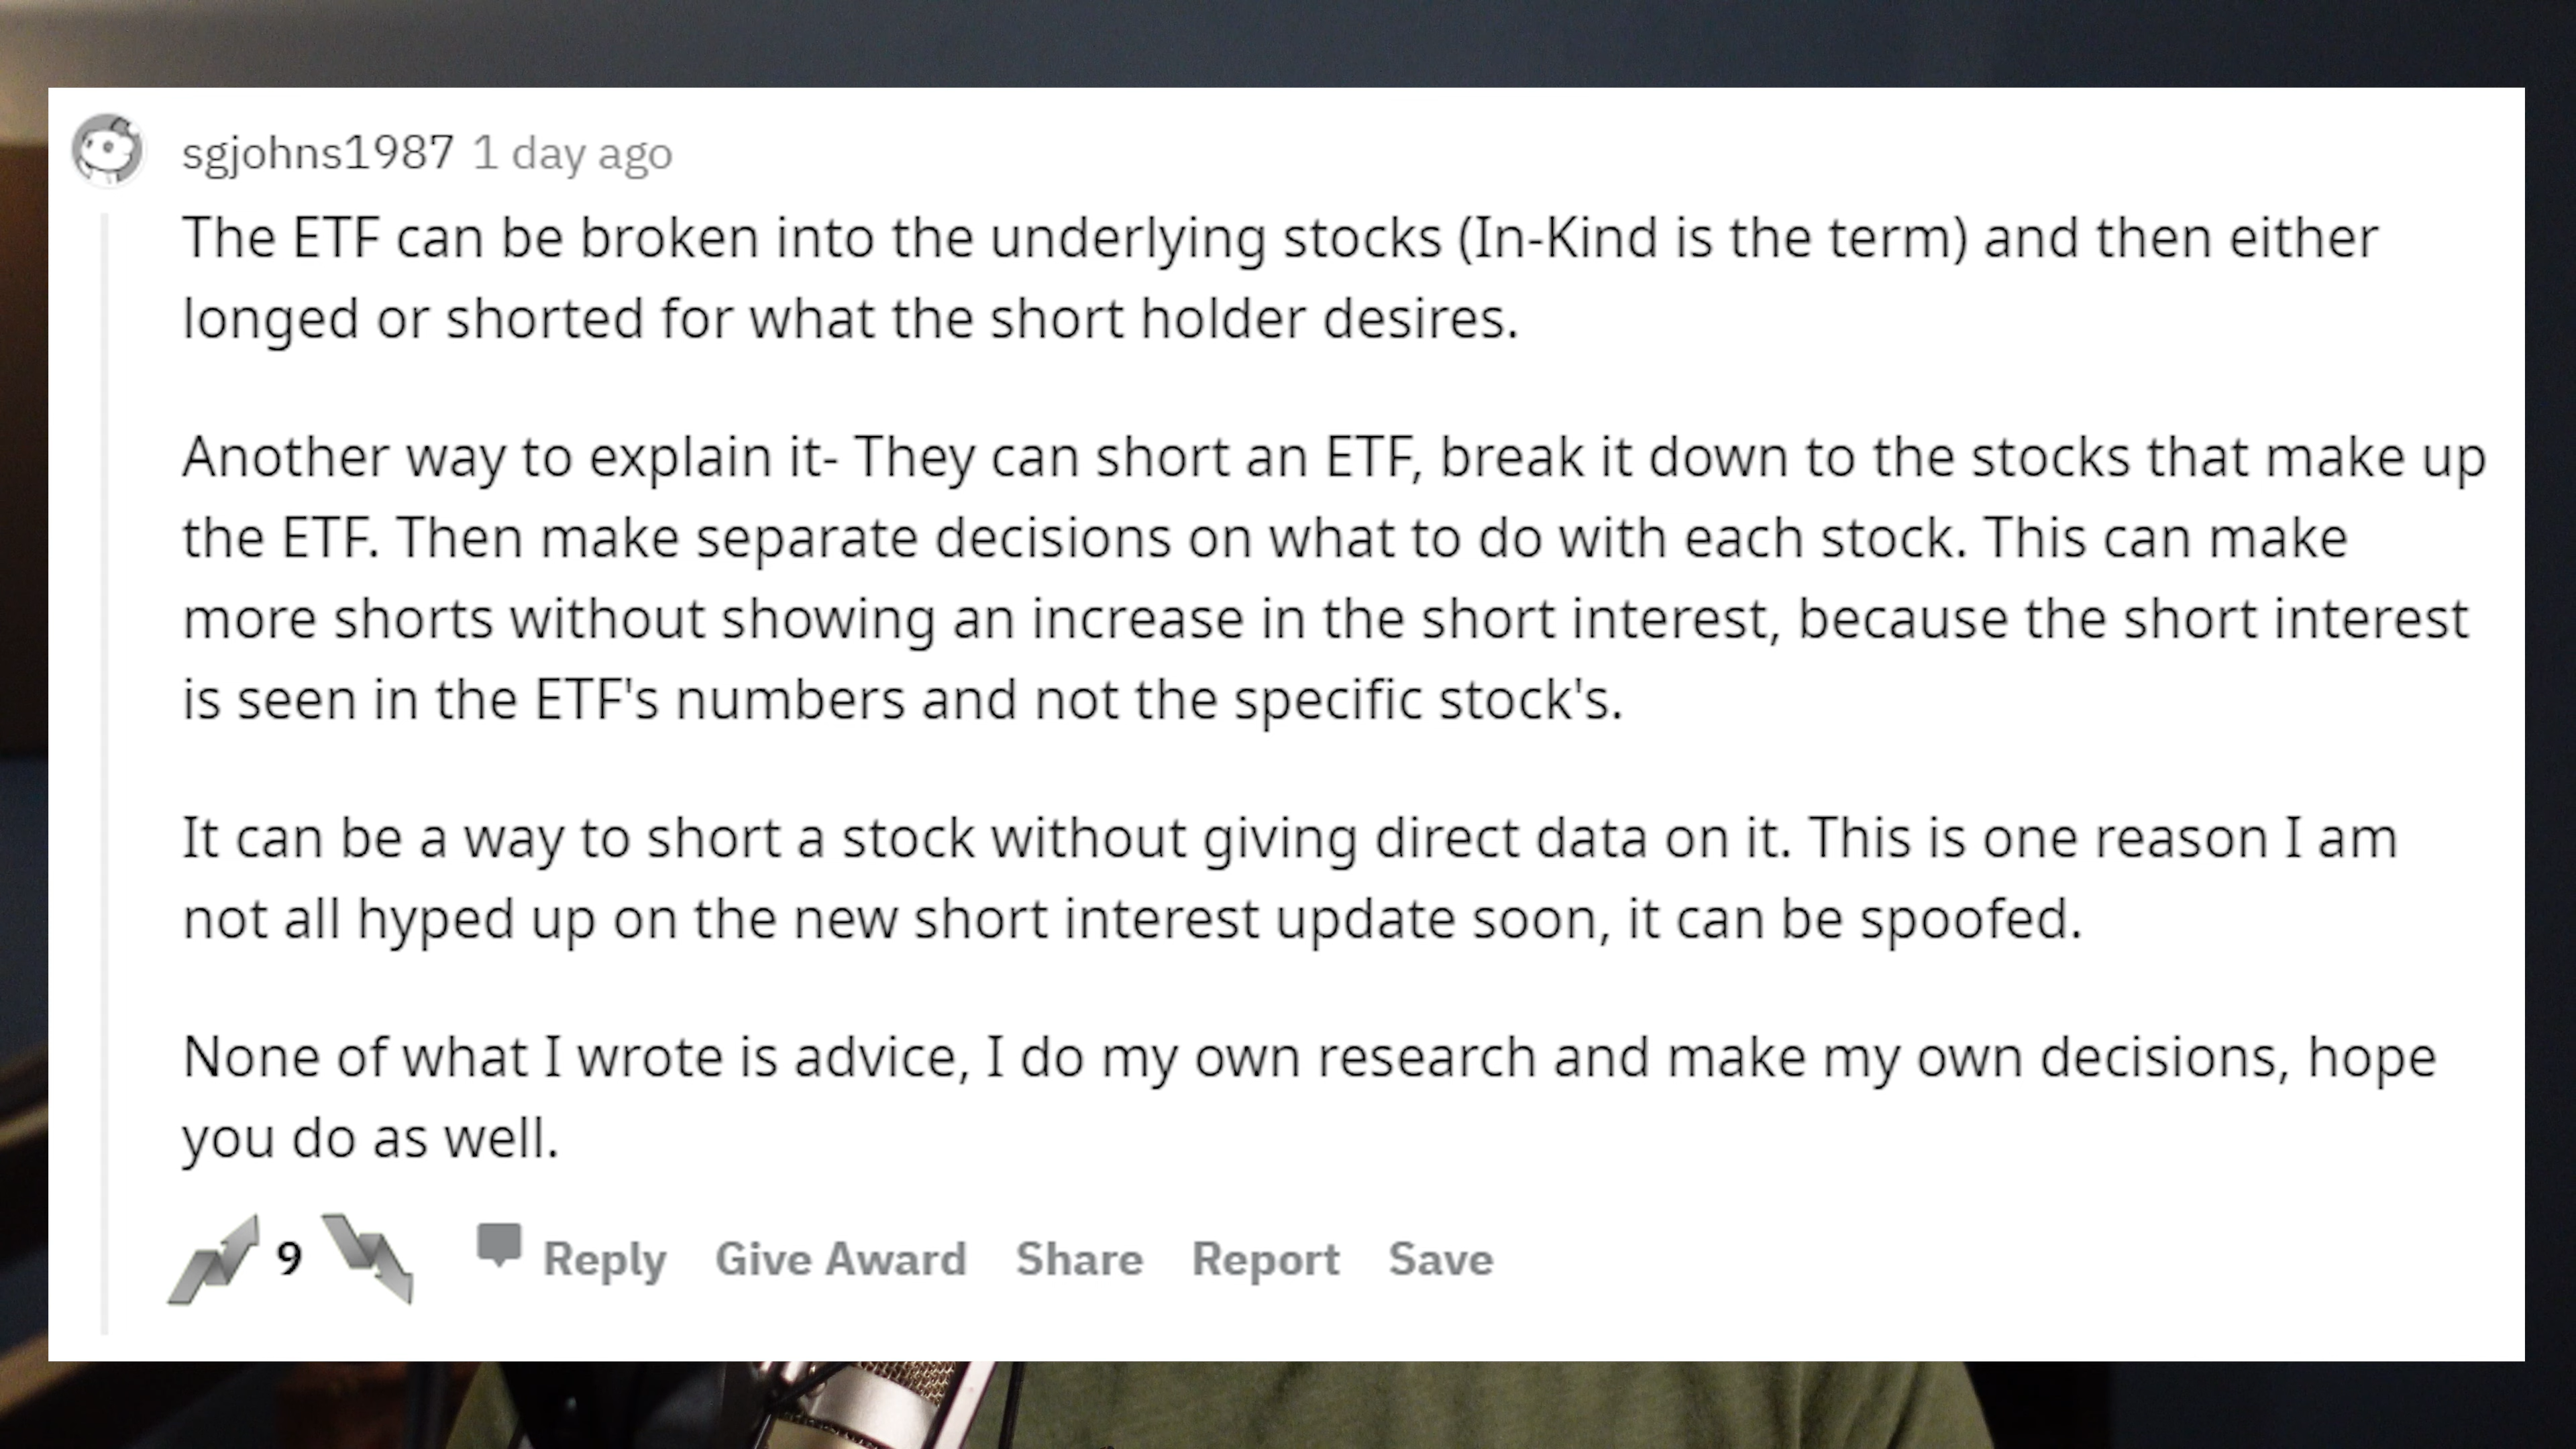 sgjohns1987 1 day ago
The ETF can be broken into the underlying stocks (In-Kind is the term) and then either
longed or shorted for what the short holder desires.
Another way to explain it- They can short an ETF, break it down to the stocks that make up
the ETF. Then make separate decisions on what to do with each stock. This can make
more shorts without showing an increase in the short interest, because the short interest
is seen in the ETF's numbers and not the specific stock's.
It can be a way to short a stock without giving direct data on it. This is one reason I am
not all hyped up on the new short interest update soon, it can be spoofed.
None of what I wrote is advice, I do my own research and make my own decisions, hope
you do as well.
9 Reply Give Award Share Report Save